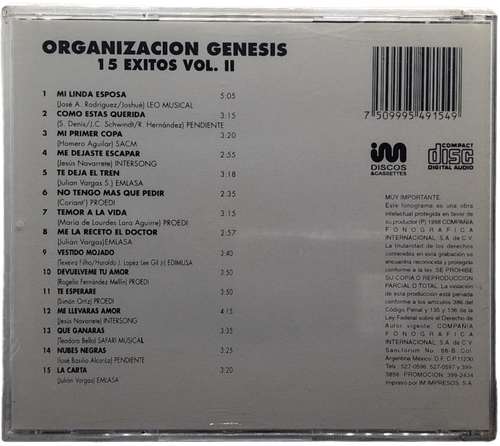 ORGANIZACION GENESIS
15 EXITOS VOL. II
1 MI LINDA ESPOSA 5:05
(José A. Rodriguez/Joshué) LEO MUSICAL
2 COMO ESTAS QUERIDA 3:15
(S. Denis/J.C. Schwindt/R. Hernández) PENDIENTE
3 MI PRIMER COPA 3:20
(Homero Aguilar) SACM
4 ME DEJASTE ESCAPAR 2:55
(Jesús Navarrete) INTERSONG
5 TE DEJA EL TREN 3:18
(Julian Vargas S.) EMLASA
6 NO TENGO MAS QUE PEDIR 2:35
(Coriant') PROEDI
7 TEMOR A LA VIDA 3:15
(María de Lourdes Lara Aguirre) PROEDI
8 ME LA RECETO EL DOCTOR 2:57
(Julián Vargas)EMLASA
9 VESTIDO MOJADO 3:40
(Texeira Filho/Haraldo J. Lopéz Lee Gil Jr) EDIMUSA
10 DEVUELVEME TU AMOR 3:50
(Rogelio Fernández Mellin) PROEDI
11 TE ESPERARE 3:50
(Simón Ortíz) PROEDI
12 ME LLEVARAS AMOR 4:15
(Jesús Navarrete) INTERSONG
13 QUE GANARAS 3:35
(Teodoro Bello) SAFARI MUSICAL
14 NUBES NEGRAS 3:25
(José Basilio Alcaráz) PENDIENTE
15 LA CARTA 3:20
(Julián Vargas) EMLASA
7 509995 491549
iM
DISCOS
&CASSETTES
COMPACT
disc
DIGITAL AUDIO
MUY IMPORTANTE:
Este fonograma es una obra
intelectual protegida en favor de
su productor (P) 1998 COMPAÑIA
FONOGRAFICA
INTERNACIONAL, S.A. de C.V.
La titularidad de los derechos
contenidos en esta grabación se
encuentra reconocida y protegida
conforme a la ley. SE PROHIBE
SU COPIA O REPRODUCCION
PARCIAL O TOTAL. La violación
de esta producción está penada
conforme a los artículos 386 del
Código Penal y 135 y 136 de la
Ley Federal sobre el Derecho de
Autor vigente. COMPAÑIA
FONOGRAFICA
INTERNACIONAL, S.A. DE C.V.
Sanctorum No. 86-B Col.
Argentina México, D.F. C.P. 11230
Tels.: 527-0596, 527-0597 y 399-
3858 - PROMOCION: 399-2434
Impreso por IM IMPRESOS, S.A.